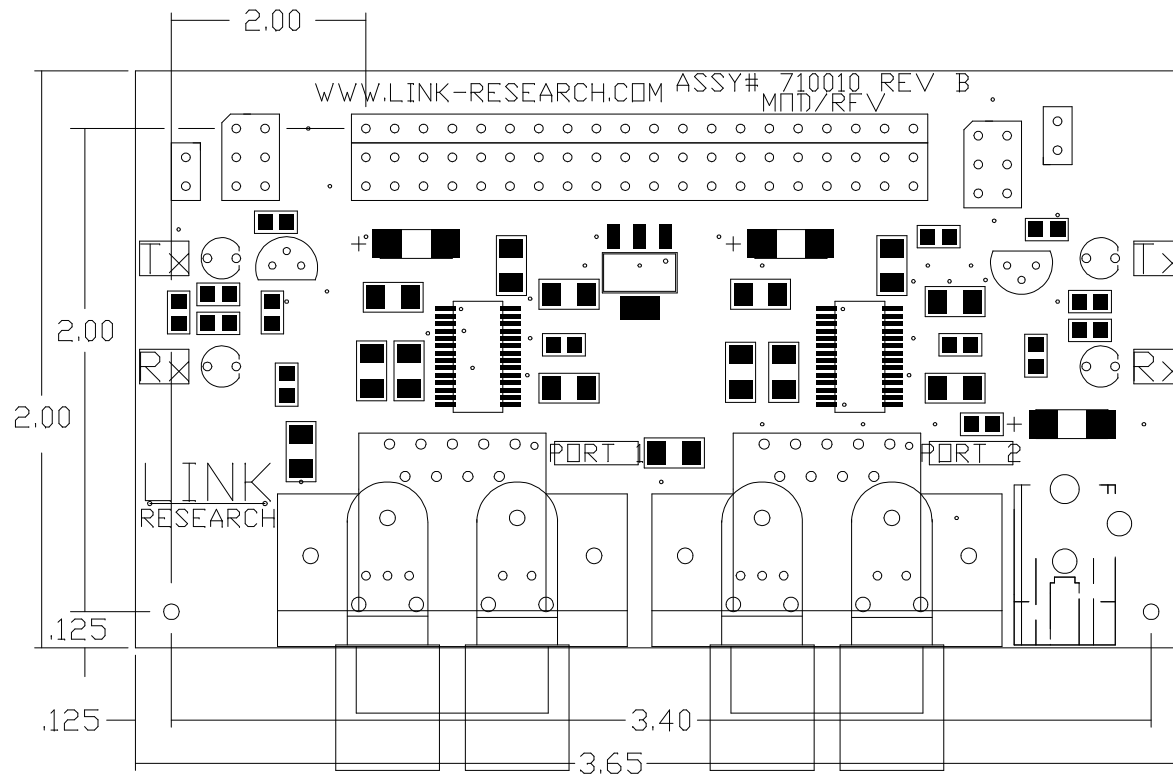 2.00
WWW.LINK-RESEARCH.COM
ASSY# 710010 REV B
MOD/REV
Tx
Tx
2.00
Rx
Rx
2.00
+
+
+
PORT 1
PORT 2
LINK
RESEARCH
F
.125
.125
3.40
3.65